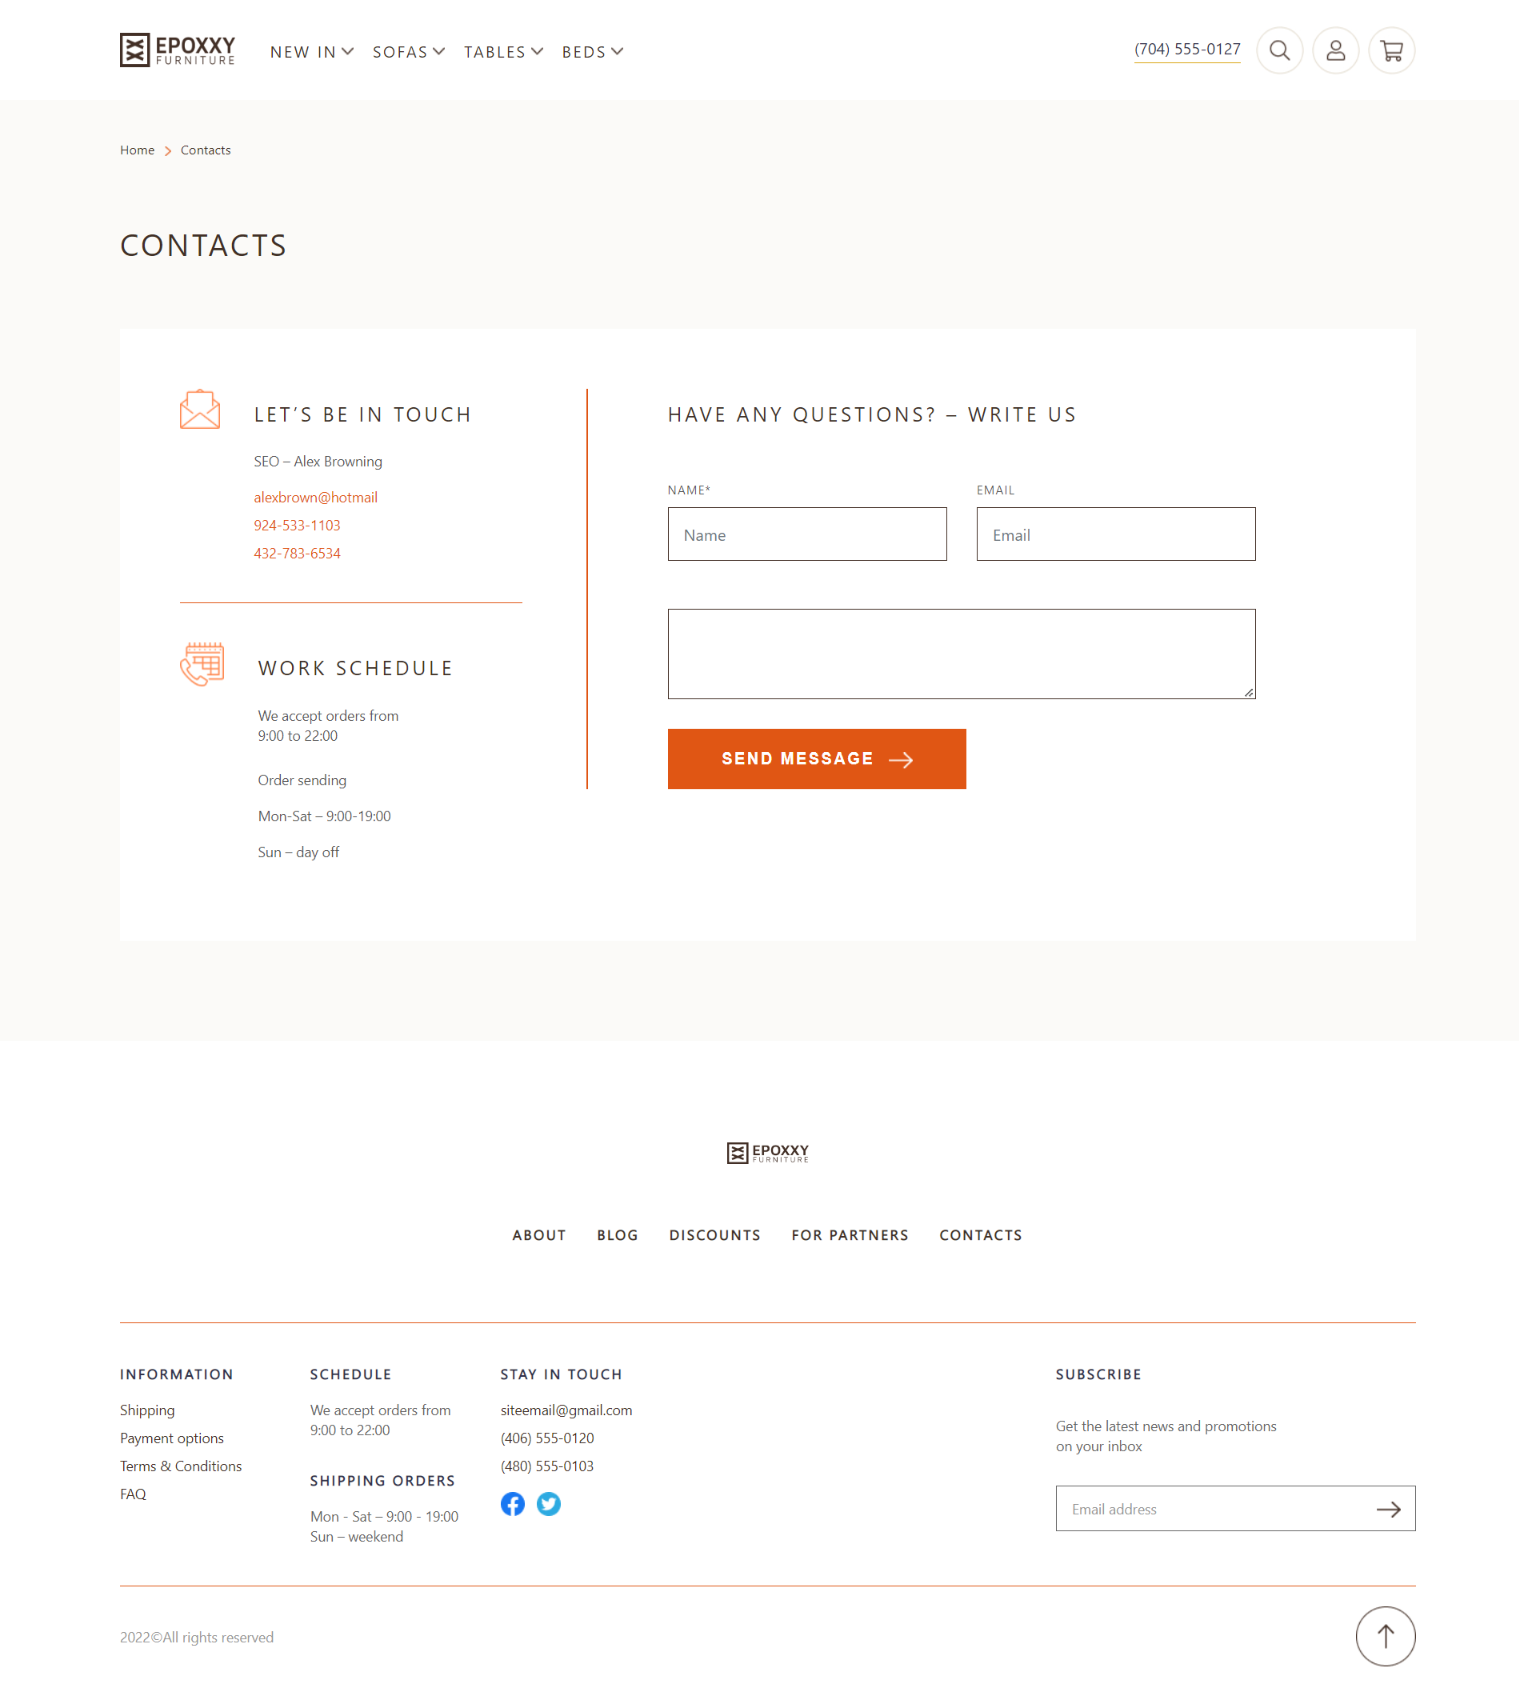 EPOXXY
FURNITURE
NEW IN SOFAS TABLES BEDS
(704) 555-0127
Home Contacts
CONTACTS
LET’S BE IN TOUCH
SEO – Alex Browning
alexbrown@hotmail
924-533-1103
432-783-6534
WORK SCHEDULE
We accept orders from
9:00 to 22:00
Order sending
Mon-Sat – 9:00-19:00
Sun – day off
HAVE ANY QUESTIONS? – WRITE US
NAME* EMAIL
Name Email
SEND MESSAGE
EPOXXY
FURNITURE
ABOUT BLOG DISCOUNTS FOR PARTNERS CONTACTS
INFORMATION
Shipping
Payment options
Terms & Conditions
FAQ
SCHEDULE
We accept orders from
9:00 to 22:00
SHIPPING ORDERS
Mon - Sat – 9:00 - 19:00
Sun – weekend
STAY IN TOUCH
siteemail@gmail.com
(406) 555-0120
(480) 555-0103
SUBSCRIBE
Get the latest news and promotions
on your inbox
Email address
2022©All rights reserved